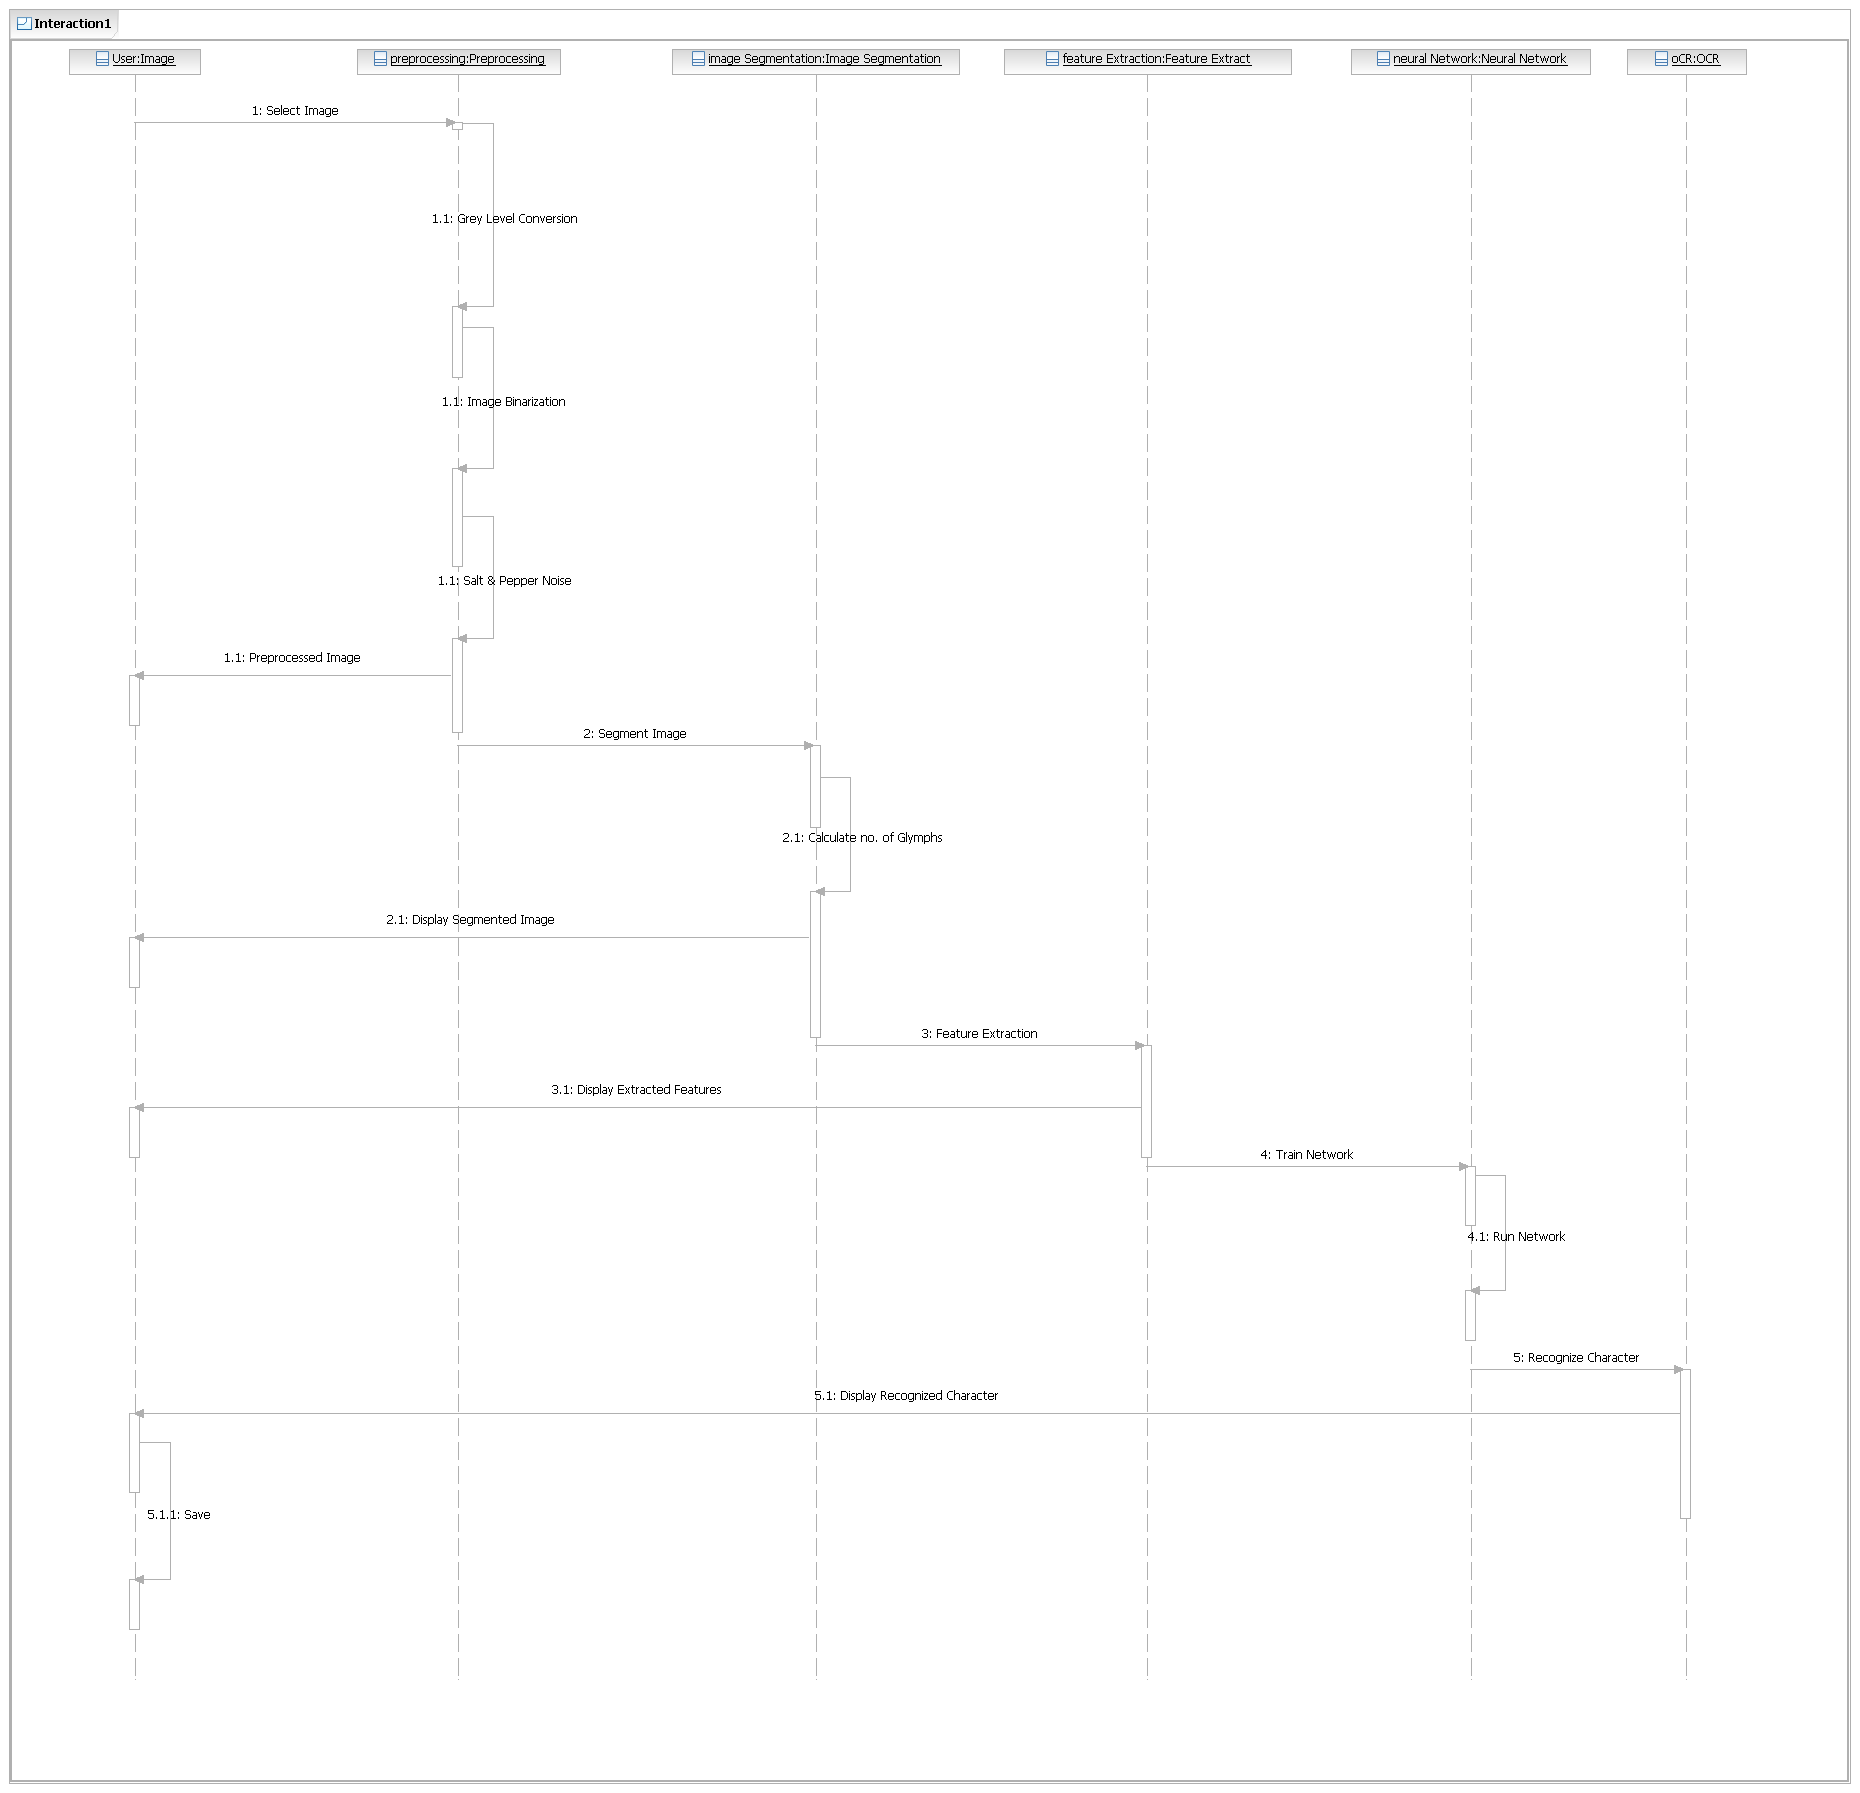 Interaction1
User:Image
preprocessing:Preprocessing
image Segmentation:Image Segmentation
feature Extraction:Feature Extract
neural Network:Neural Network
oCR:OCR
1: Select Image
1.1: Grey Level Conversion
1.1: Image Binarization
1.1: Salt & Pepper Noise
1.1: Preprocessed Image
2: Segment Image
2.1: Calculate no. of Glymphs
2.1: Display Segmented Image
3: Feature Extraction
3.1: Display Extracted Features
4: Train Network
4.1: Run Network
5: Recognize Character
5.1: Display Recognized Character
5.1.1: Save